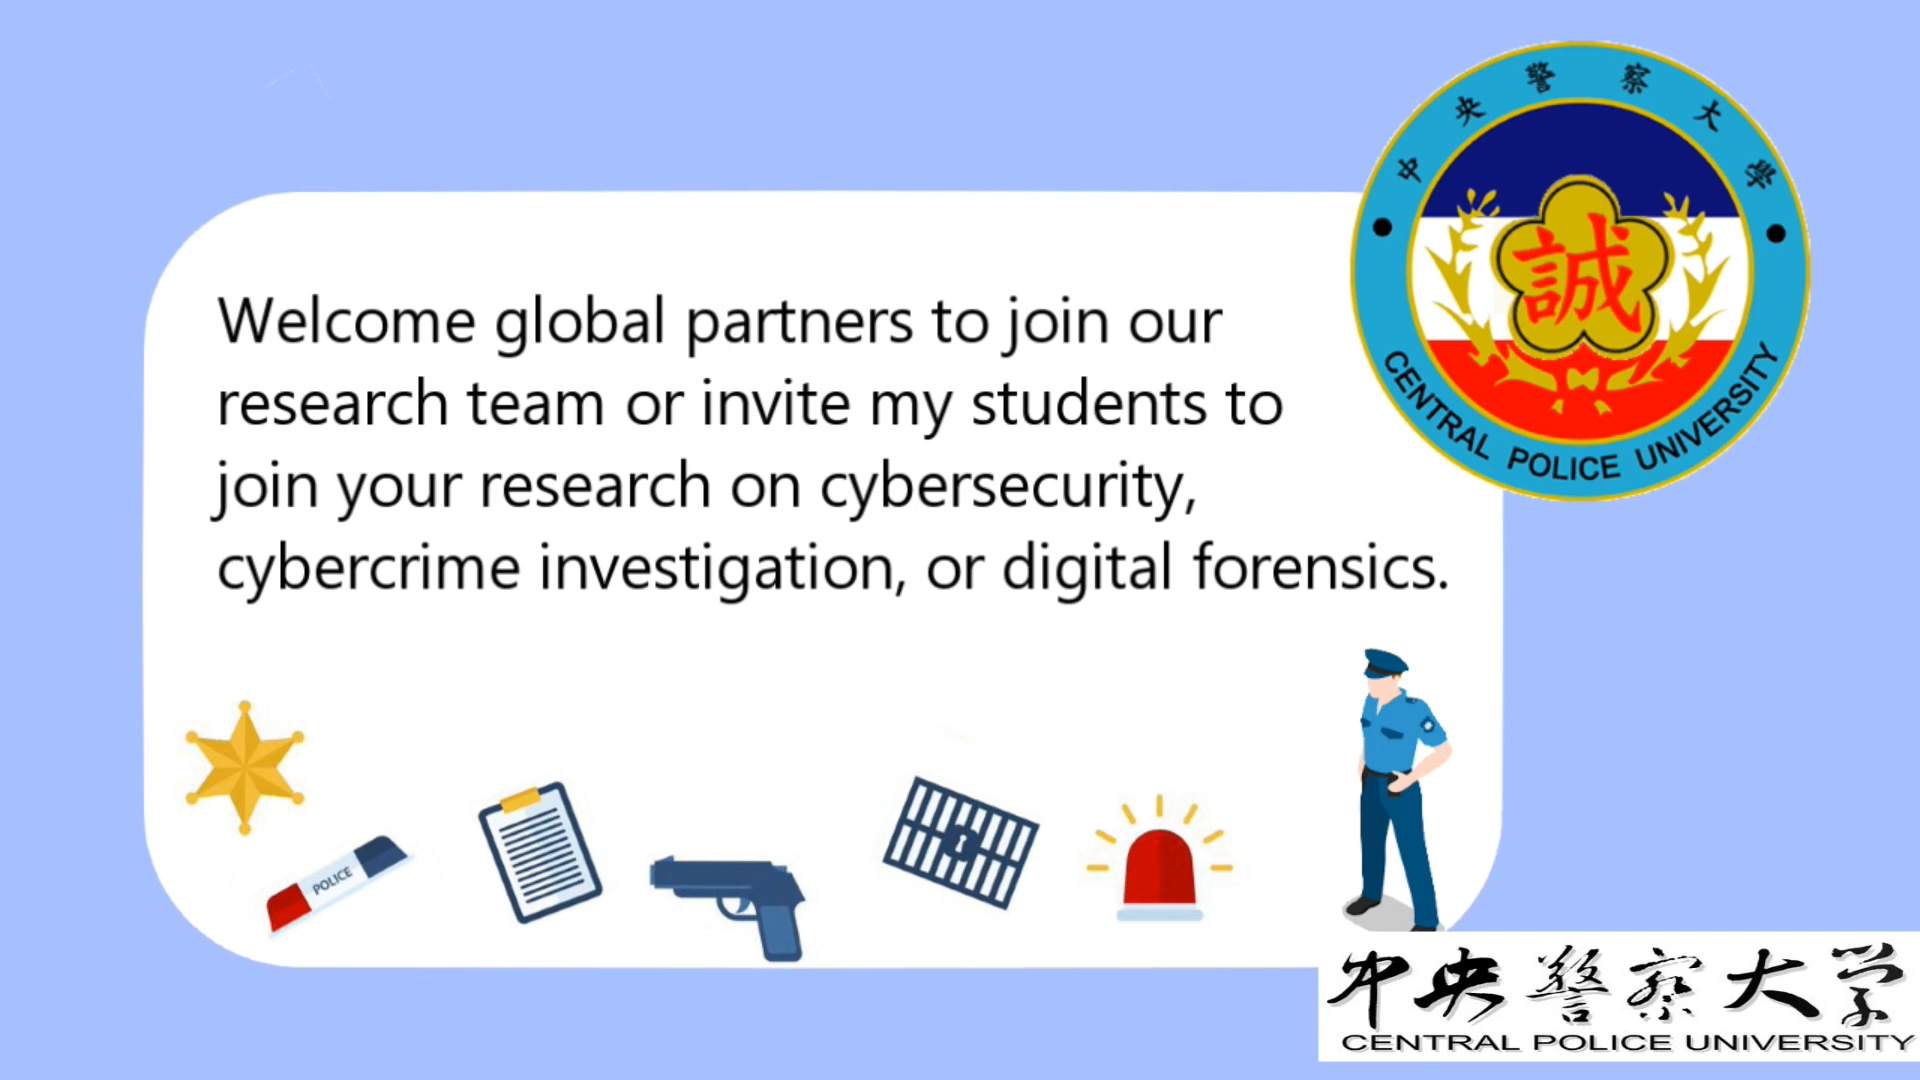 中央警察大學
誠
CENTRAL POLICE UNIVERSITY
Welcome global partners to join our
research team or invite my students to
join your research on cybersecurity,
cybercrime investigation, or digital forensics.
POLICE
中央警察大学
CENTRAL POLICE UNIVERSITY